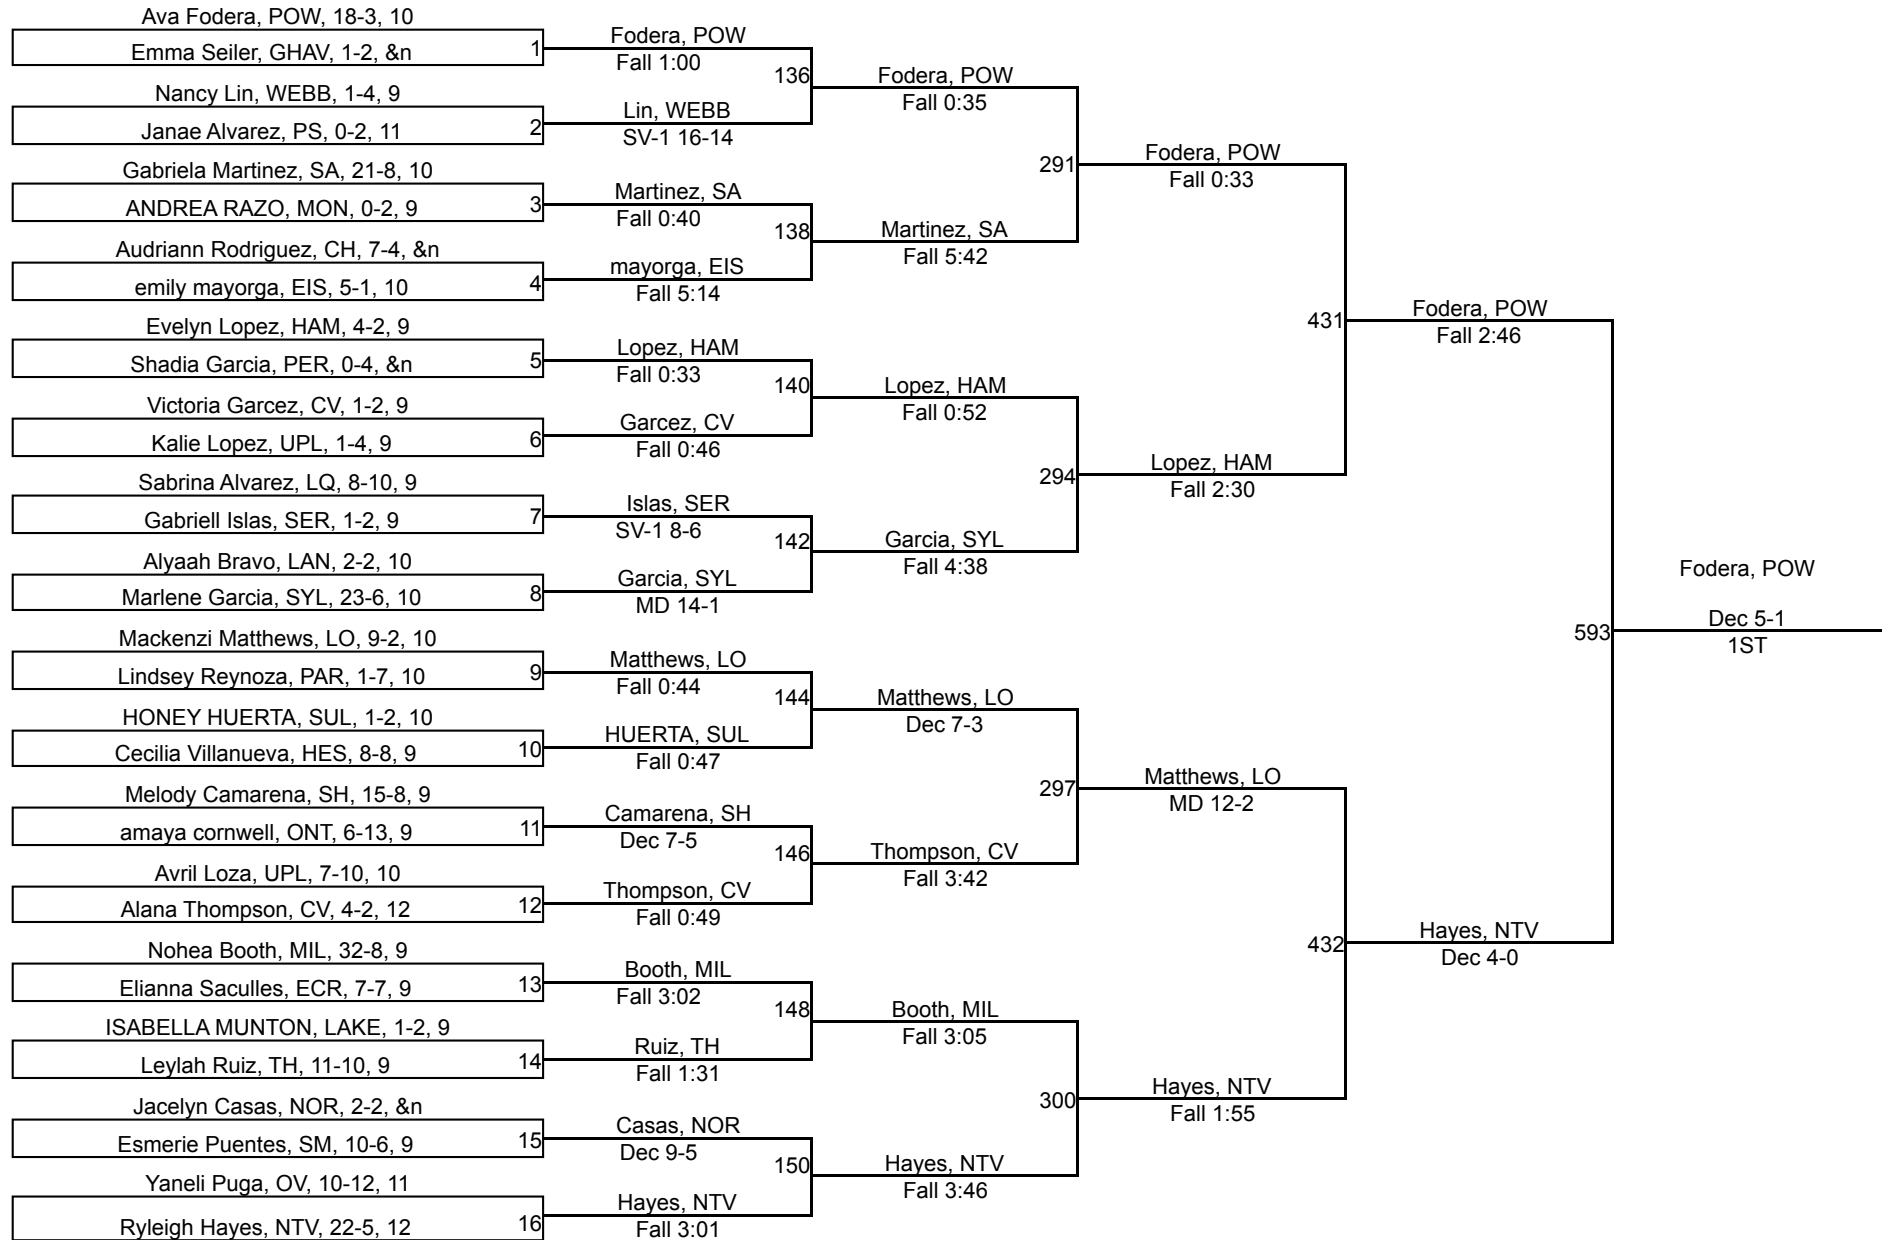 Ava Fodera, POW, 18-3, 10
Emma Seiler, GHAV, 1-2, &n
1
Nancy Lin, WEBB, 1-4, 9
Janae Alvarez, PS, 0-2, 11
2
Gabriela Martinez, SA, 21-8, 10
ANDREA RAZO, MON, 0-2, 9
3
Audriann Rodriguez, CH, 7-4, &n
emily mayorga, EIS, 5-1, 10
4
Evelyn Lopez, HAM, 4-2, 9
Shadia Garcia, PER, 0-4, &n
5
Victoria Garcez, CV, 1-2, 9
Kalie Lopez, UPL, 1-4, 9
6
Sabrina Alvarez, LQ, 8-10, 9
Gabriell Islas, SER, 1-2, 9
7
Alyaah Bravo, LAN, 2-2, 10
Marlene Garcia, SYL, 23-6, 10
8
Mackenzi Matthews, LO, 9-2, 10
Lindsey Reynoza, PAR, 1-7, 10
9
HONEY HUERTA, SUL, 1-2, 10
Cecilia Villanueva, HES, 8-8, 9
10
Melody Camarena, SH, 15-8, 9
amaya cornwell, ONT, 6-13, 9
11
Avril Loza, UPL, 7-10, 10
Alana Thompson, CV, 4-2, 12
12
Nohea Booth, MIL, 32-8, 9
Elianna Saculles, ECR, 7-7, 9
13
ISABELLA MUNTON, LAKE, 1-2, 9
Leylah Ruiz, TH, 11-10, 9
14
Jacelyn Casas, NOR, 2-2, &n
Esmerie Puentes, SM, 10-6, 9
15
Yaneli Puga, OV, 10-12, 11
Ryleigh Hayes, NTV, 22-5, 12
16
Fodera, POW
Fall 1:00
136
Lin, WEBB
SV-1 16-14
Martinez, SA
Fall 0:40
138
mayorga, EIS
Fall 5:14
Lopez, HAM
Fall 0:33
140
Garcez, CV
Fall 0:46
Islas, SER
SV-1 8-6
142
Garcia, SYL
MD 14-1
Matthews, LO
Fall 0:44
144
HUERTA, SUL
Fall 0:47
Camarena, SH
Dec 7-5
146
Thompson, CV
Fall 0:49
Booth, MIL
Fall 3:02
148
Ruiz, TH
Fall 1:31
Casas, NOR
Dec 9-5
150
Hayes, NTV
Fall 3:01
Fodera, POW
Fall 0:35
291
Martinez, SA
Fall 5:42
Lopez, HAM
Fall 0:52
294
Garcia, SYL
Fall 4:38
Matthews, LO
Dec 7-3
297
Thompson, CV
Fall 3:42
Booth, MIL
Fall 3:05
300
Hayes, NTV
Fall 3:46
Fodera, POW
Fall 0:33
431
Lopez, HAM
Fall 2:30
Matthews, LO
MD 12-2
432
Hayes, NTV
Fall 1:55
Fodera, POW
Fall 2:46
593
Hayes, NTV
Dec 4-0
Fodera, POW
Dec 5-1
1ST